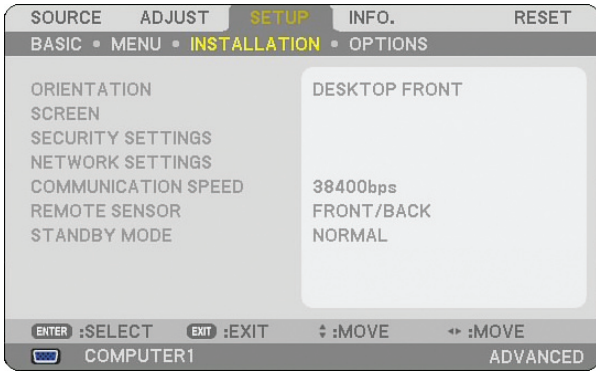 SOURCE ADJUST SETUP INFO. RESET
BASIC • MENU • INSTALLATION • OPTIONS
ORIENTATION DESKTOP FRONT
SCREEN
SECURITY SETTINGS
NETWORK SETTINGS
COMMUNICATION SPEED 38400bps
REMOTE SENSOR FRONT/BACK
STANDBY MODE NORMAL
ENTER :SELECT EXIT :EXIT :MOVE :MOVE
COMPUTER1 ADVANCED